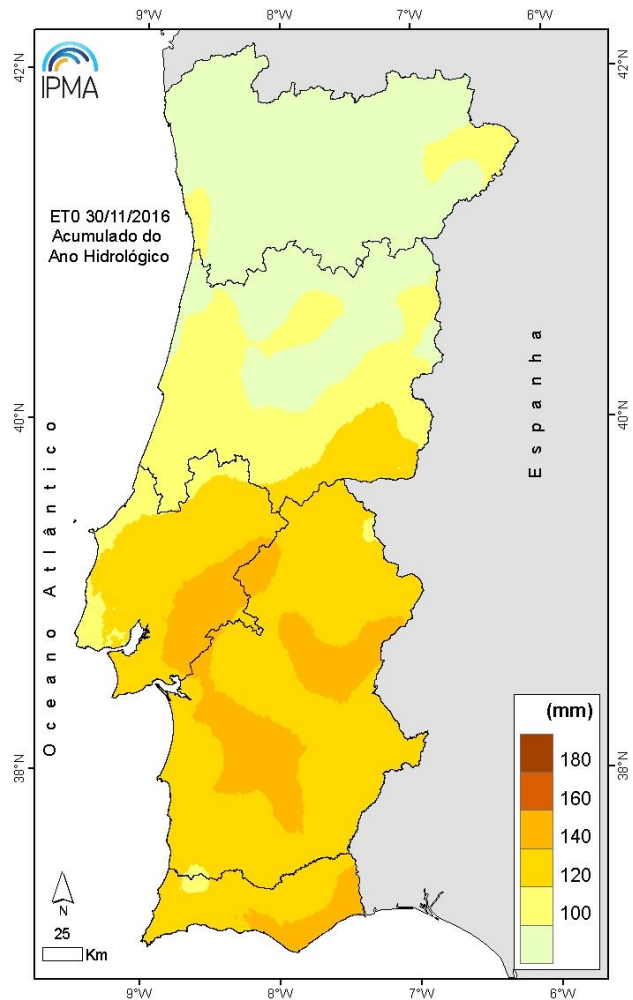 9°W 8°W 7°W 6°W
42°N 42°N
IPMA
ET0 30/11/2016
Acumulado do
Ano Hidrológico
40°N 40°N
Oceano Atlântico
Espanha
38°N 38°N
(mm)
180
160
140
120
100
N
25
Km
9°W 8°W 7°W 6°W